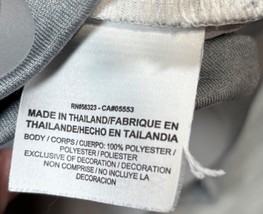 RN#56323 - CA#05553
MADE IN THAILAND/FABRIQUE EN
THAILANDE/HECHO EN TAILANDIA
BODY / CORPS / CUERPO: 100% POLYESTER /
POLYESTER / POLIESTER
EXCLUSIVE OF DECORATION / DECORATION
NON COMPRISE / NO INCLUYE LA
DECORACION